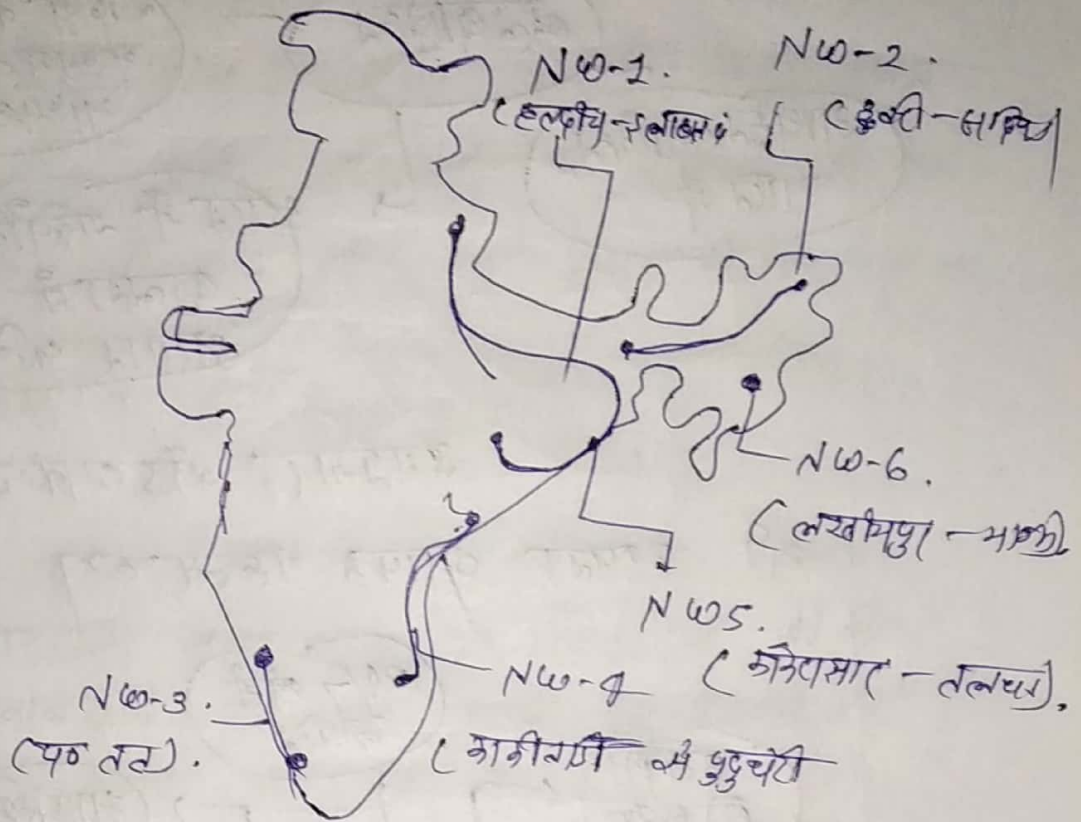 NW-1.
(हल्दीय-इलाहाबाद
NW-2.
(धुबरी-सादिया)
NW-6.
(लखीमपुर-भाङ्गा)
NW5.
- तलचर).
NW-4
(काकीनाडा से पुदुचेरी
NW-3.
(प० तट).